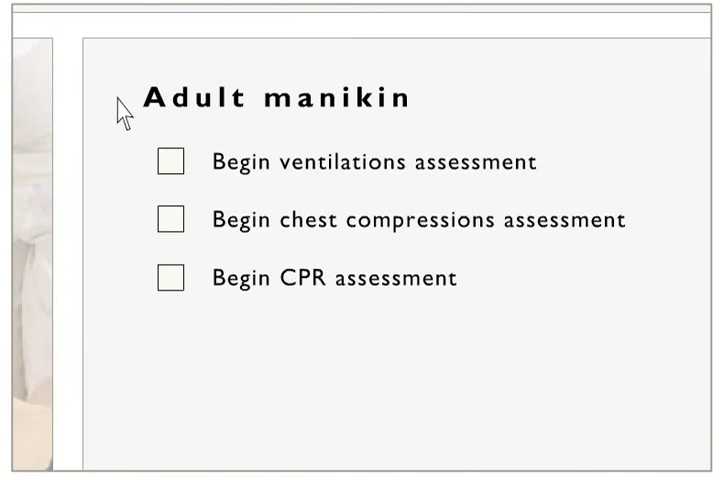 Adult manikin
Begin ventilations assessment
Begin chest compressions assessment
Begin CPR assessment